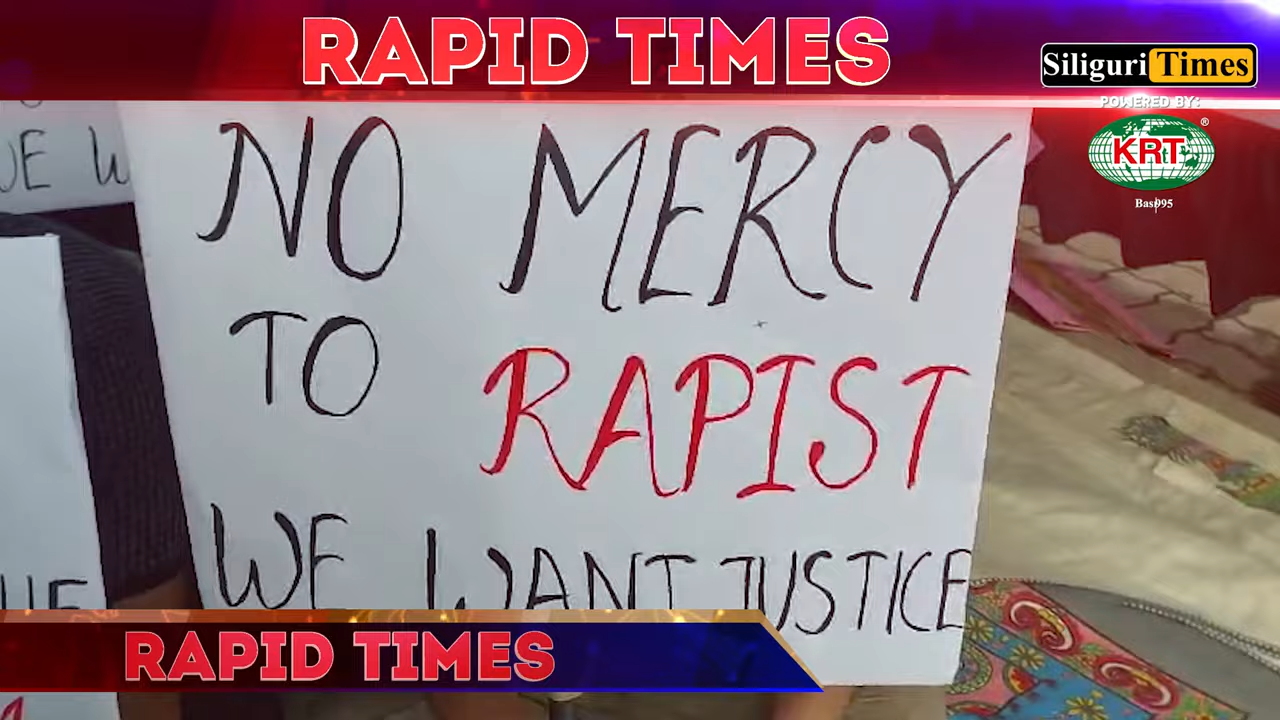 RAPID TIMES
Siliguri Times
POWERED BY:
KRT
®
NO MERCY
TO RAPIST
WE WANT JUSTICE
RAPID TIMES